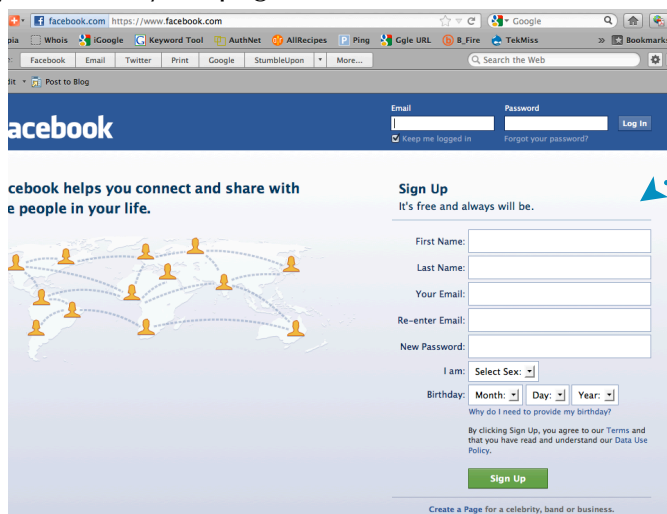 facebook.com https://www.facebook.com Google
pia Whois iGoogle Keyword Tool AuthNet AllRecipes Ping Ggle URL B_Fire TekMiss » Bookmark
Facebook Email Twitter Print Google StumbleUpon More... Search the Web
dit Post to Blog
Email Password
acebook
Log In
Keep me logged in Forgot your password?
cebook helps you connect and share with
e people in your life.
Sign Up
It's free and always will be.
First Name:
Last Name:
Your Email:
Re-enter Email:
New Password:
I am: Select Sex:
Birthday: Month: Day: Year:
Why do I need to provide my birthday?
By clicking Sign Up, you agree to our Terms and
that you have read and understand our Data Use
Policy.
Sign Up
Create a Page for a celebrity, band or business.